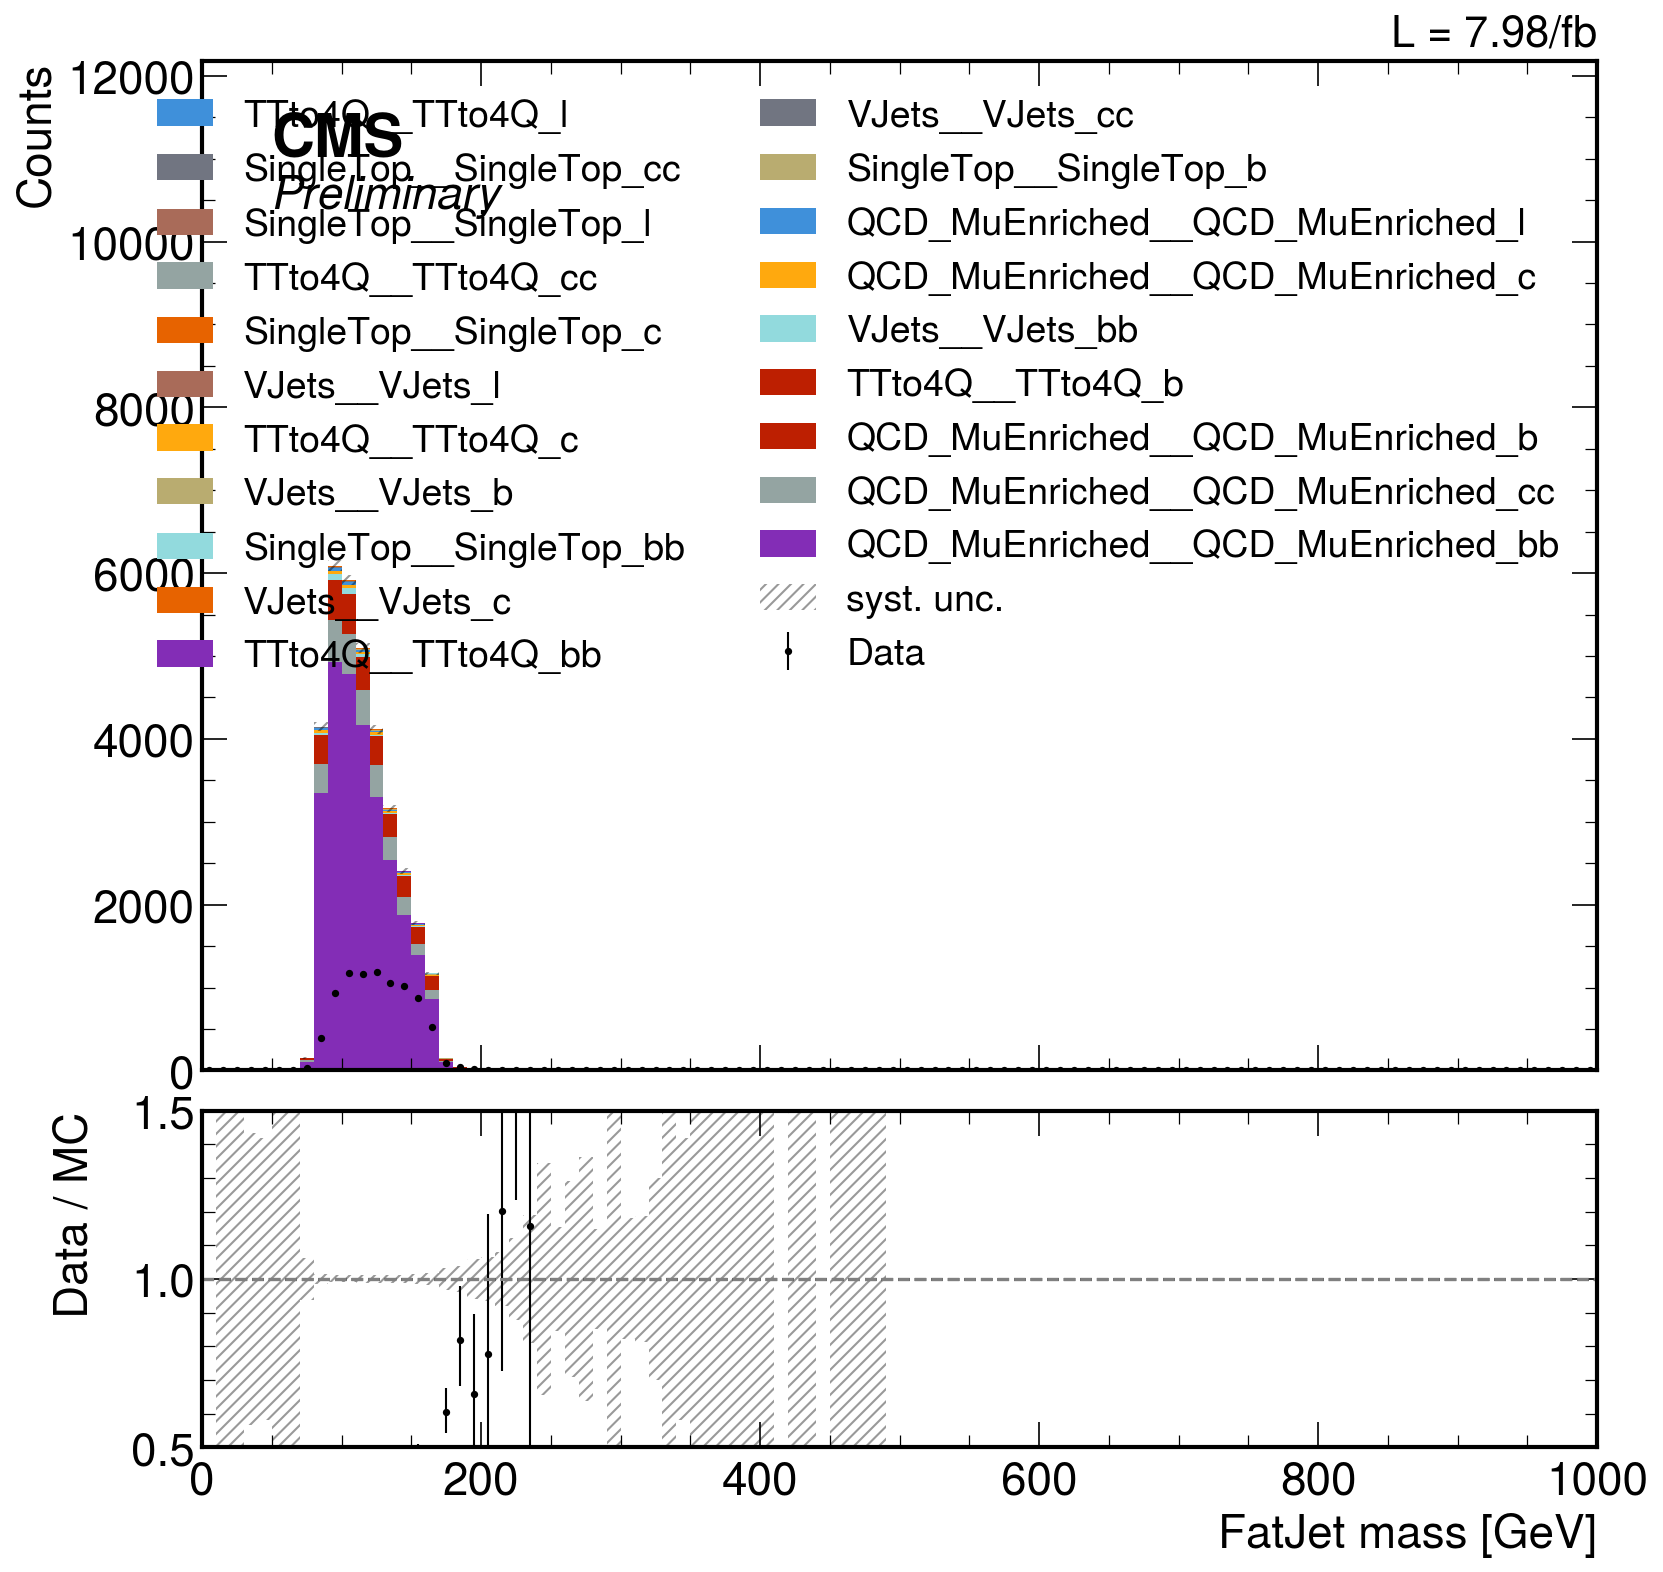 L = 7.98/fb
Counts
12000
10000
8000
6000
4000
2000
0
CMS
Preliminary
TTto4Q__TTto4Q_l
SingleTop__SingleTop_cc
SingleTop__SingleTop_l
TTto4Q__TTto4Q_cc
SingleTop__SingleTop_c
VJets__VJets_l
TTto4Q__TTto4Q_c
VJets__VJets_b
SingleTop__SingleTop_bb
VJets__VJets_c
TTto4Q__TTto4Q_bb
VJets__VJets_cc
SingleTop__SingleTop_b
QCD_MuEnriched__QCD_MuEnriched_l
QCD_MuEnriched__QCD_MuEnriched_c
VJets__VJets_bb
TTto4Q__TTto4Q_b
QCD_MuEnriched__QCD_MuEnriched_b
QCD_MuEnriched__QCD_MuEnriched_cc
QCD_MuEnriched__QCD_MuEnriched_bb
syst. unc.
Data
Data / MC
1.5
1.0
0.5
0 200 400 600 800 1000
FatJet mass [GeV]